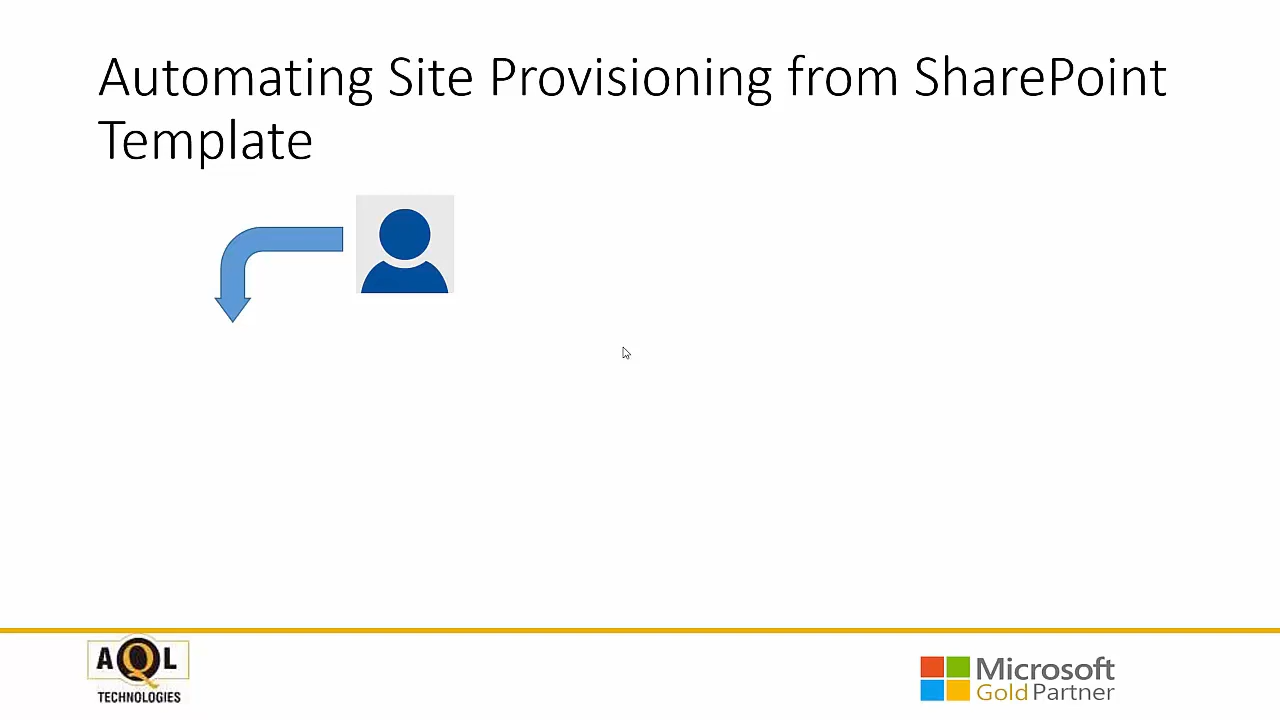 Automating Site Provisioning from SharePoint
Template
AQL
TECHNOLOGIES
Microsoft
Gold Partner